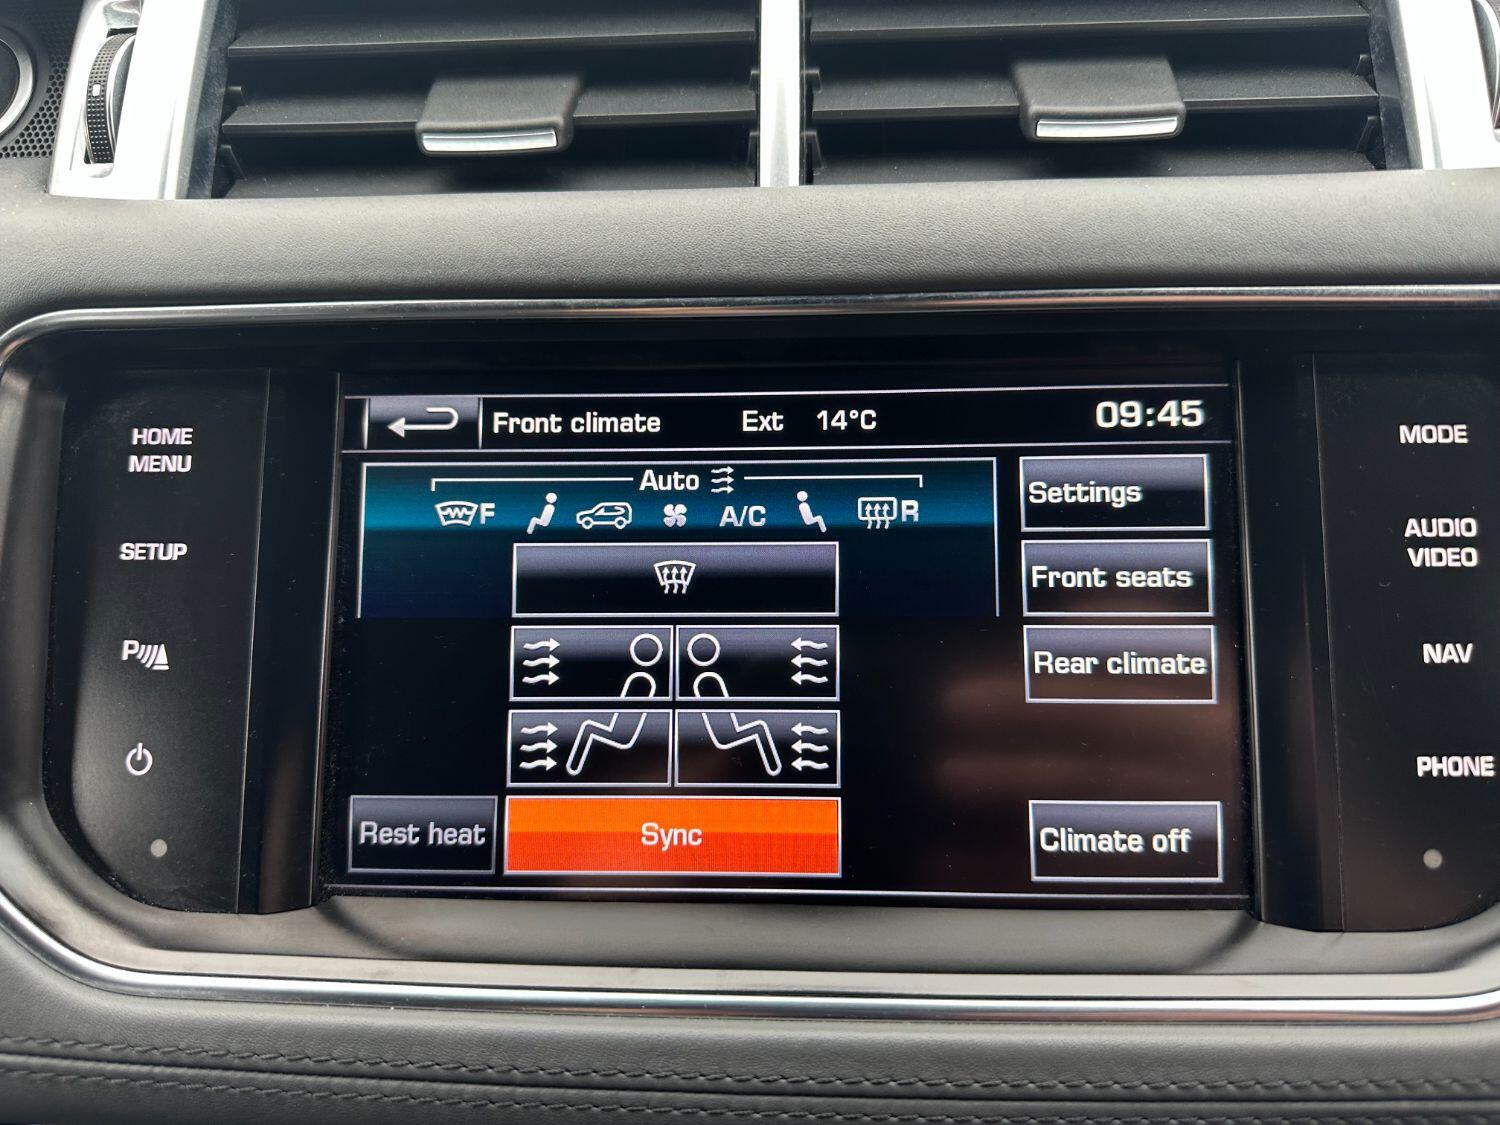 HOME
MENU
SETUP
P
Front climate
Ext 14°C
09:45
Auto
F
A/C
R
Settings
Front seats
Rear climate
Rest heat
Sync
Climate off
MODE
AUDIO
VIDEO
NAV
PHONE